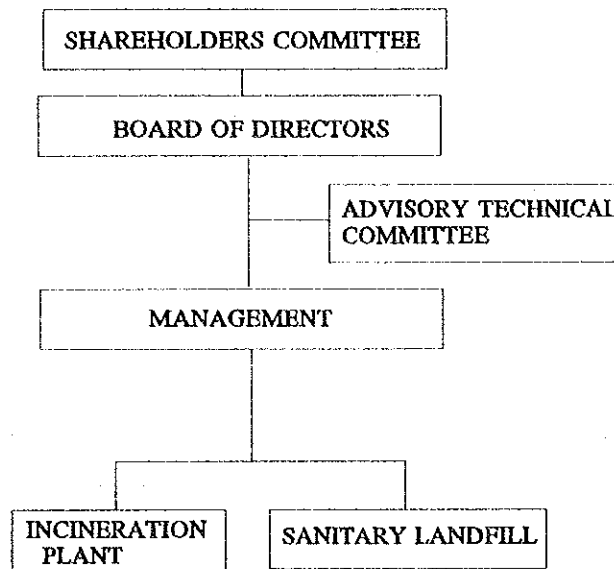 SHAREHOLDERS COMMITTEE
BOARD OF DIRECTORS
ADVISORY TECHNICAL
COMMITTEE
MANAGEMENT
INCINERATION
PLANT
SANITARY LANDFILL